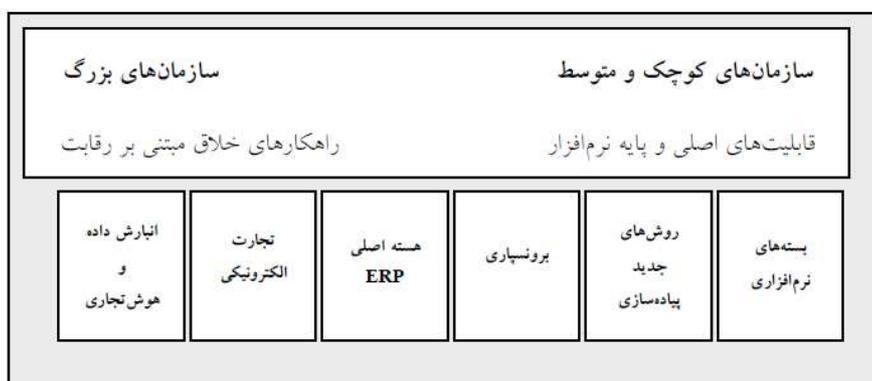 سازمان‌های کوچک و متوسط
سازمان‌های بزرگ
قابلیت‌های اصلی و پایه نرم‌افزار
راهکارهای خلاق مبتنی بر رقابت
بسته‌های
نرم‌افزاری
روش‌های
جدید
پیاده‌سازی
برونسپاری
هسته اصلی
ERP
تجارت
الکترونیکی
انبارش داده
و
هوش‌تجاری